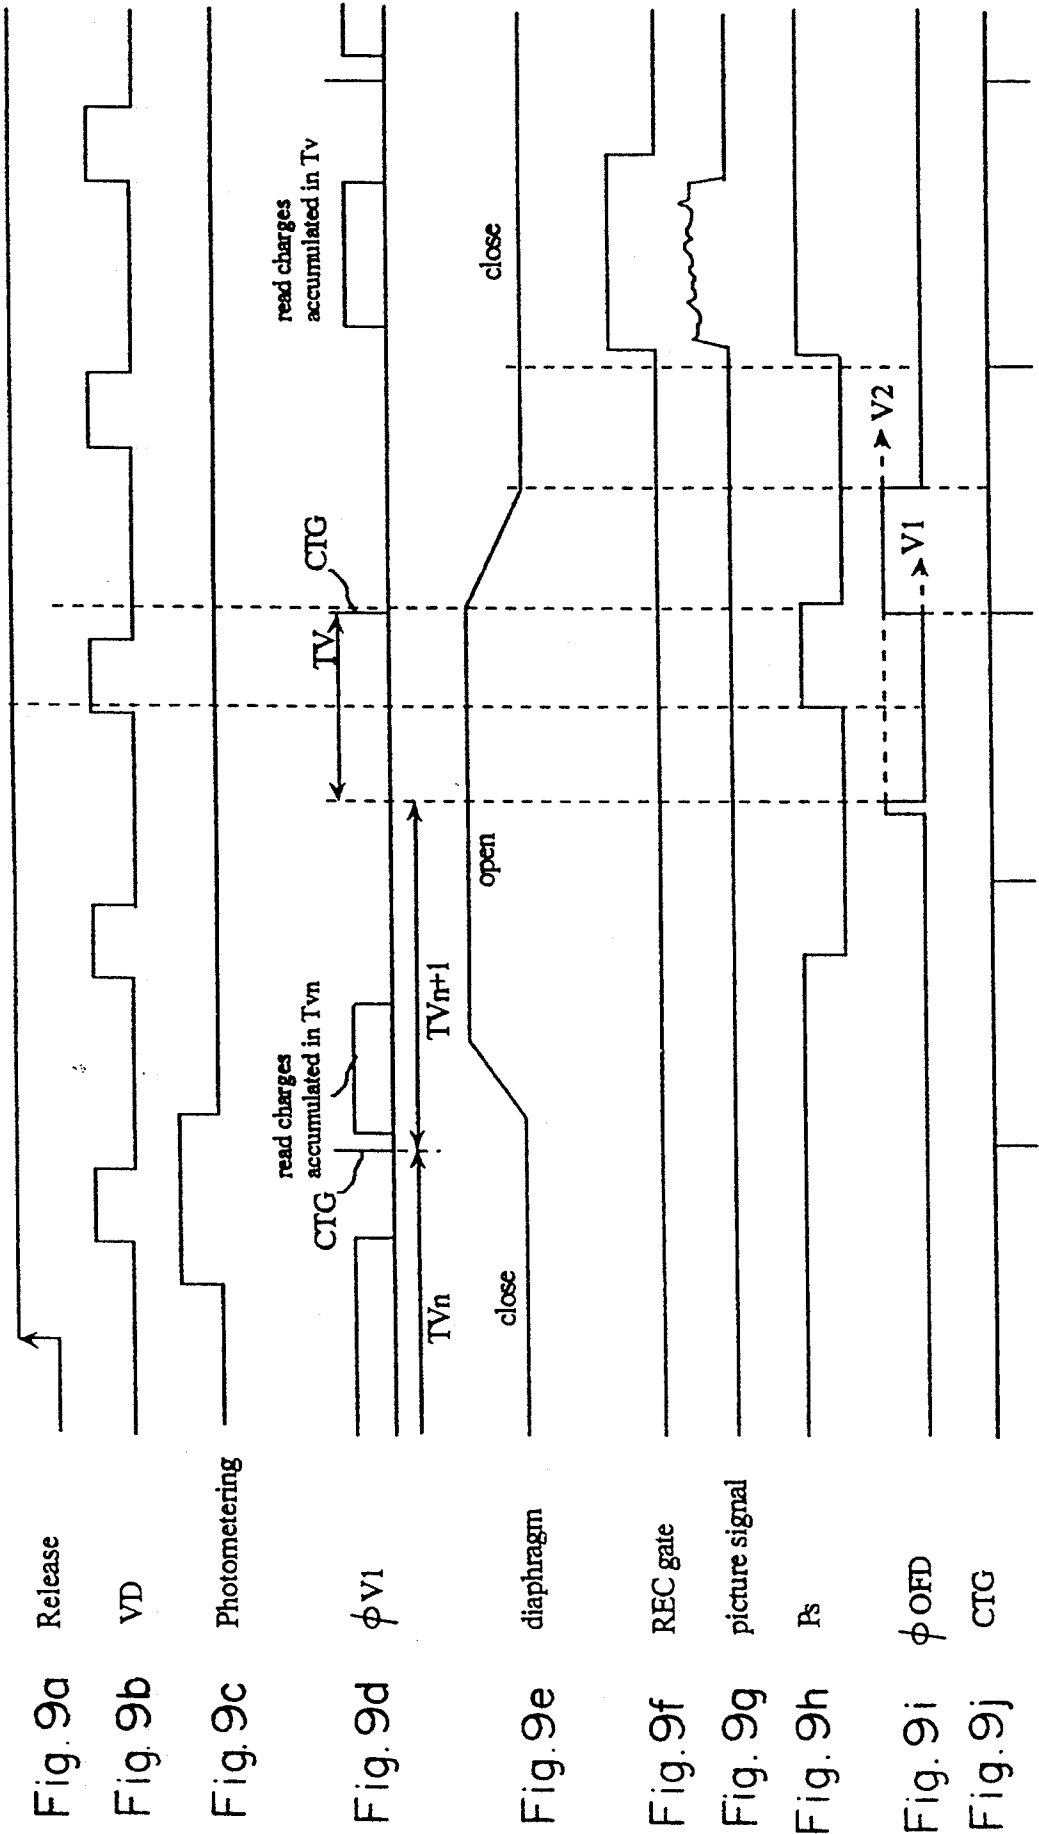 Fig. 9a Release
Fig. 9b VD
Fig. 9c Photometering
Fig. 9d ϕ V1
CTG
read charges
accumulated in Tvn
TV
CTG
read charges
accumulated in Tv
TVn
TVn+1
Fig. 9e diaphragm
close
open
close
Fig. 9f REC gate
Fig. 9g picture signal
Fig. 9h Ps
Fig. 9i ϕ OFD
V1
V2
Fig. 9j CTG